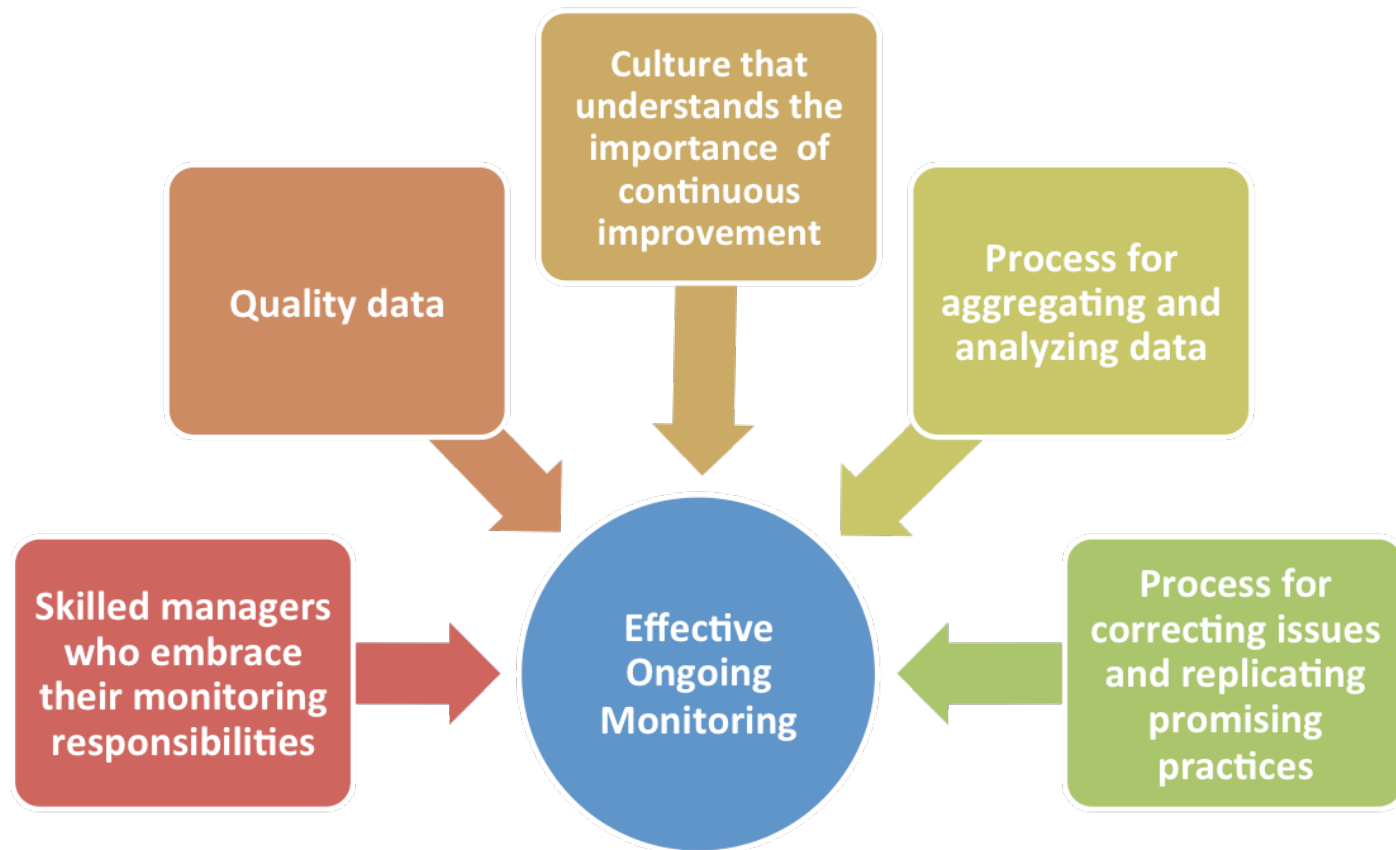 Culture that
understands the
importance of
continuous
improvement
Quality data
Process for
aggregating and
analyzing data
Skilled managers
who embrace
their monitoring
responsibilities
Effective
Ongoing
Monitoring
Process for
correcting issues
and replicating
promising
practices